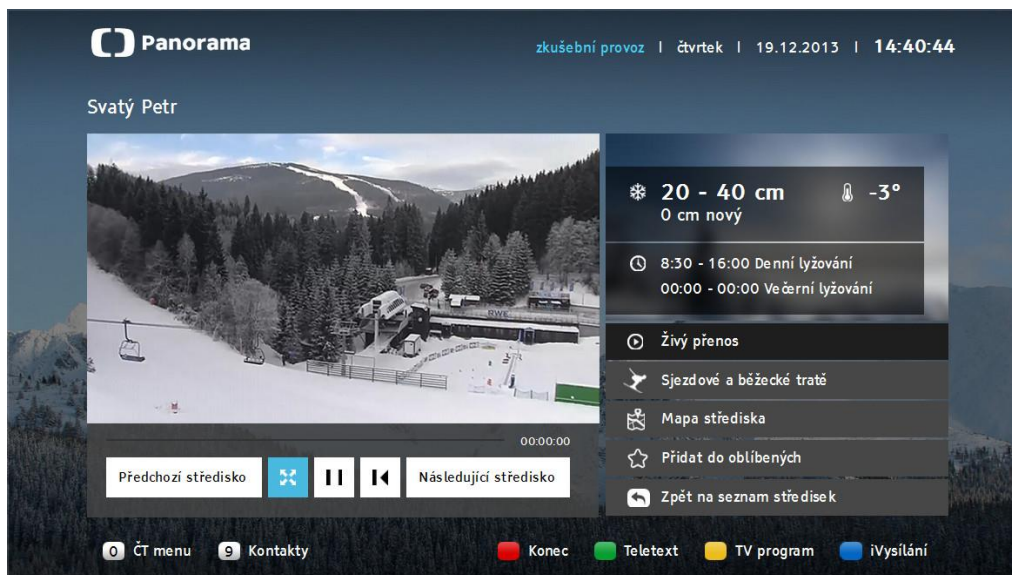 Panorama
zkušební provoz | čtvrtek | 19.12.2013 | 14:40:44
Svatý Petr
20 - 40 cm -3°
0 cm nový
8:30 - 16:00 Denní lyžování
00:00 - 00:00 Večerní lyžování
RWE
Živý přenos
Sjezdové a běžecké tratě
Mapa střediska
Přidat do oblíbených
Zpět na seznam středisek
00:00:00
Předchozí středisko
Následující středisko
0 ČT menu 9 Kontakty Konec Teletext TV program iVysílání